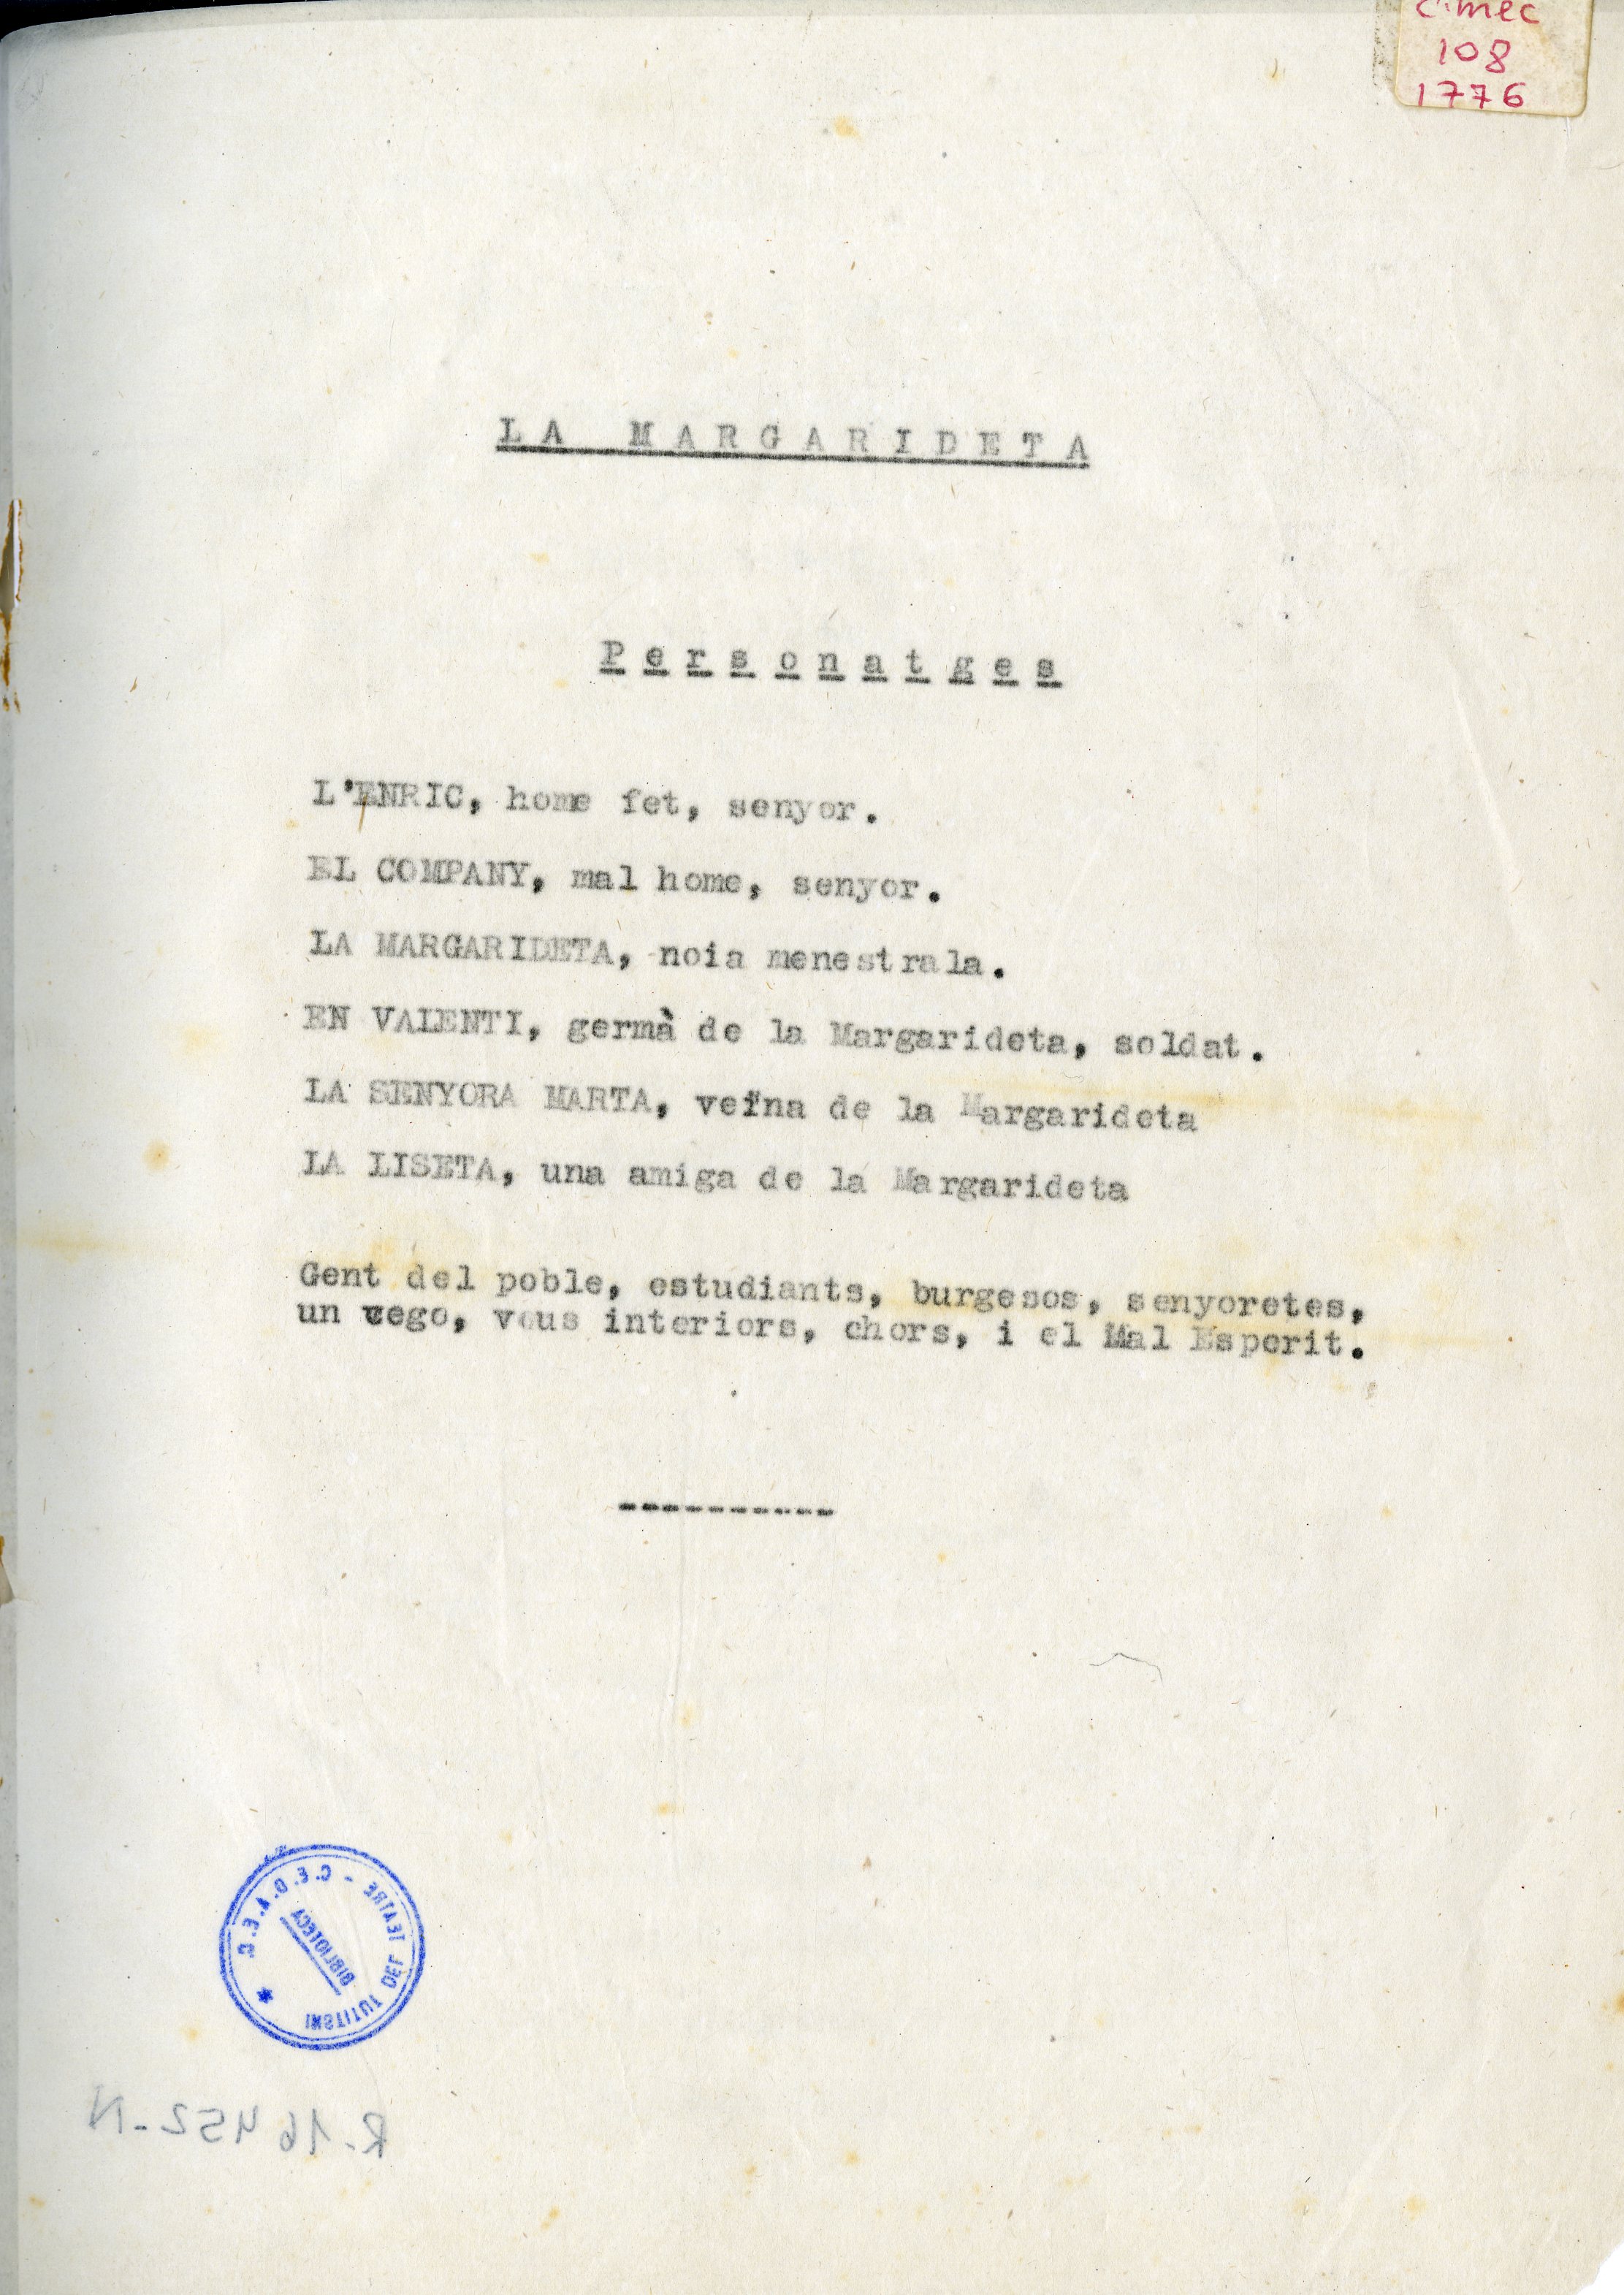 C.mec
108
1776
LA MARGARIDETA
Personatges
L'ENRIC, home fet, senyor.
EL COMPANY, mal home, senyor.
LA MARGARIDETA, noia menestrala.
EN VALENTI, germà de la Margarideta, soldat.
LA SENYORA MARTA, veïna de la Margarideta
LA LISETA, una amiga de la Margarideta
Gent del poble, estudiants, burgesos, senyoretes,
un cego, veus interiors, chors, i el Mal Esperit.
-----------
INSTITUT DEL TEATRE - C.E.D.A.E.C.
BIBLIOTECA
R-16452-N